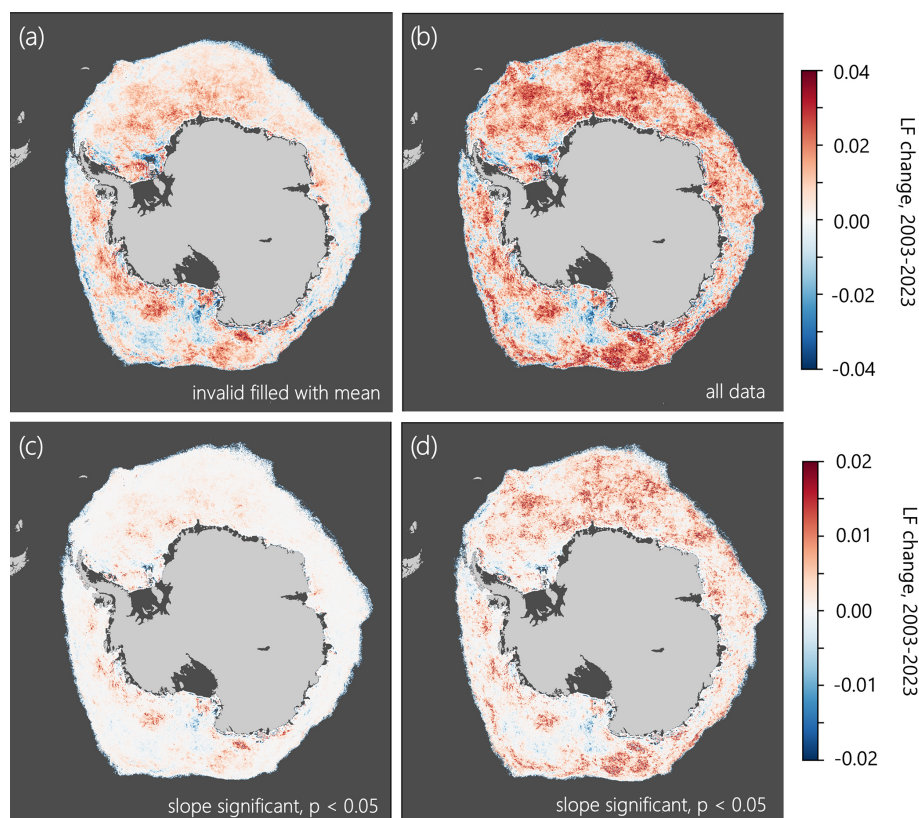 (a)
invalid filled with mean
(b)
all data
0.04
0.02
0.00
-0.02
-0.04
LF change, 2003-2023
(c)
slope significant, p < 0.05
(d)
slope significant, p < 0.05
0.02
0.01
0.00
-0.01
-0.02
LF change, 2003-2023